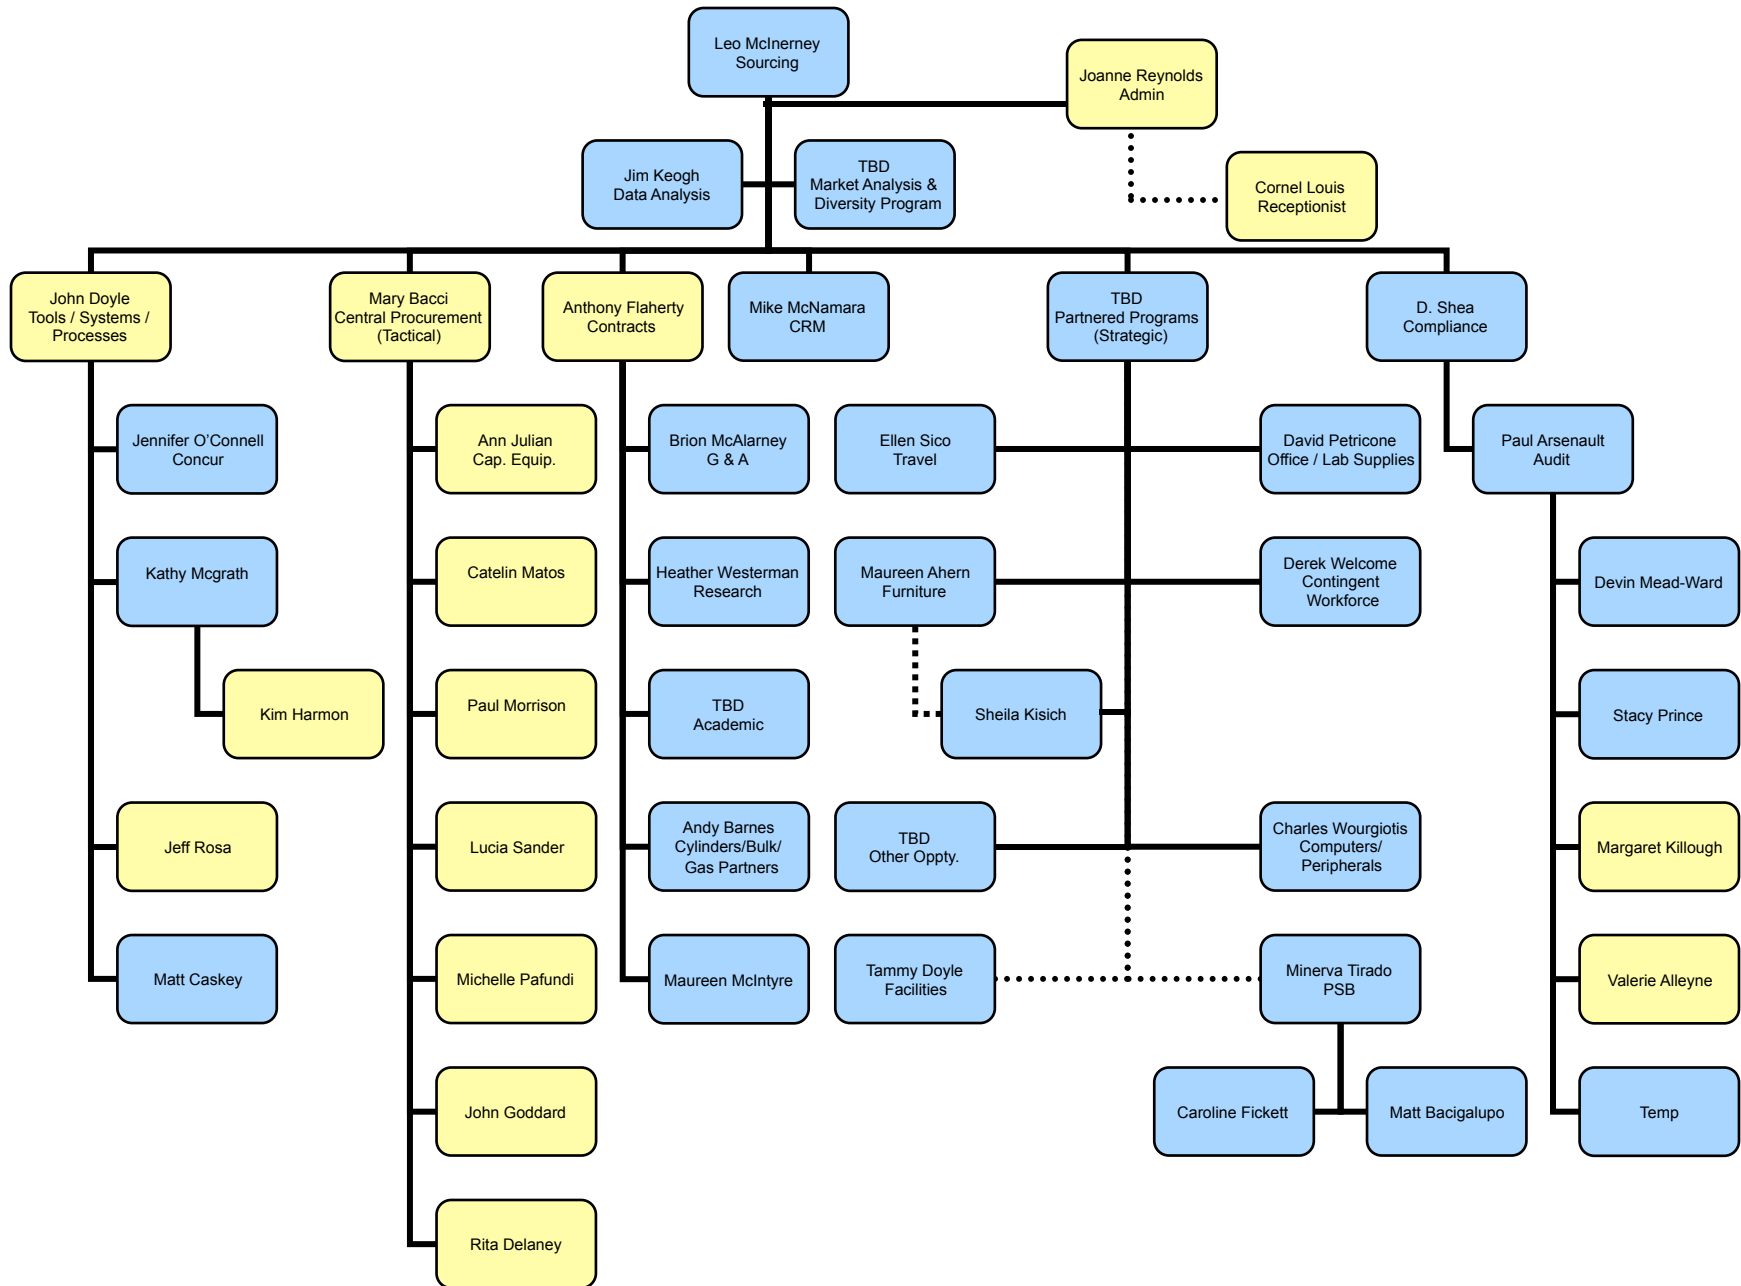 Leo McInerney
Sourcing
Joanne Reynolds
Admin
Jim Keogh
Data Analysis
TBD
Market Analysis &
Diversity Program
Cornel Louis
Receptionist
John Doyle
Tools / Systems /
Processes
Mary Bacci
Central Procurement
(Tactical)
Anthony Flaherty
Contracts
Mike McNamara
CRM
TBD
Partnered Programs
(Strategic)
D. Shea
Compliance
Jennifer O’Connell
Concur
Ann Julian
Cap. Equip.
Brion McAlarney
G & A
Ellen Sico
Travel
David Petricone
Office / Lab Supplies
Paul Arsenault
Audit
Kathy Mcgrath
Catelin Matos
Heather Westerman
Research
Maureen Ahern
Furniture
Derek Welcome
Contingent
Workforce
Devin Mead-Ward
Kim Harmon
Paul Morrison
TBD
Academic
Sheila Kisich
Stacy Prince
Jeff Rosa
Lucia Sander
Andy Barnes
Cylinders/Bulk/
Gas Partners
TBD
Other Oppty.
Charles Wourgiotis
Computers/
Peripherals
Margaret Killough
Matt Caskey
Michelle Pafundi
Maureen McIntyre
Tammy Doyle
Facilities
Minerva Tirado
PSB
Valerie Alleyne
John Goddard
Caroline Fickett
Matt Bacigalupo
Temp
Rita Delaney